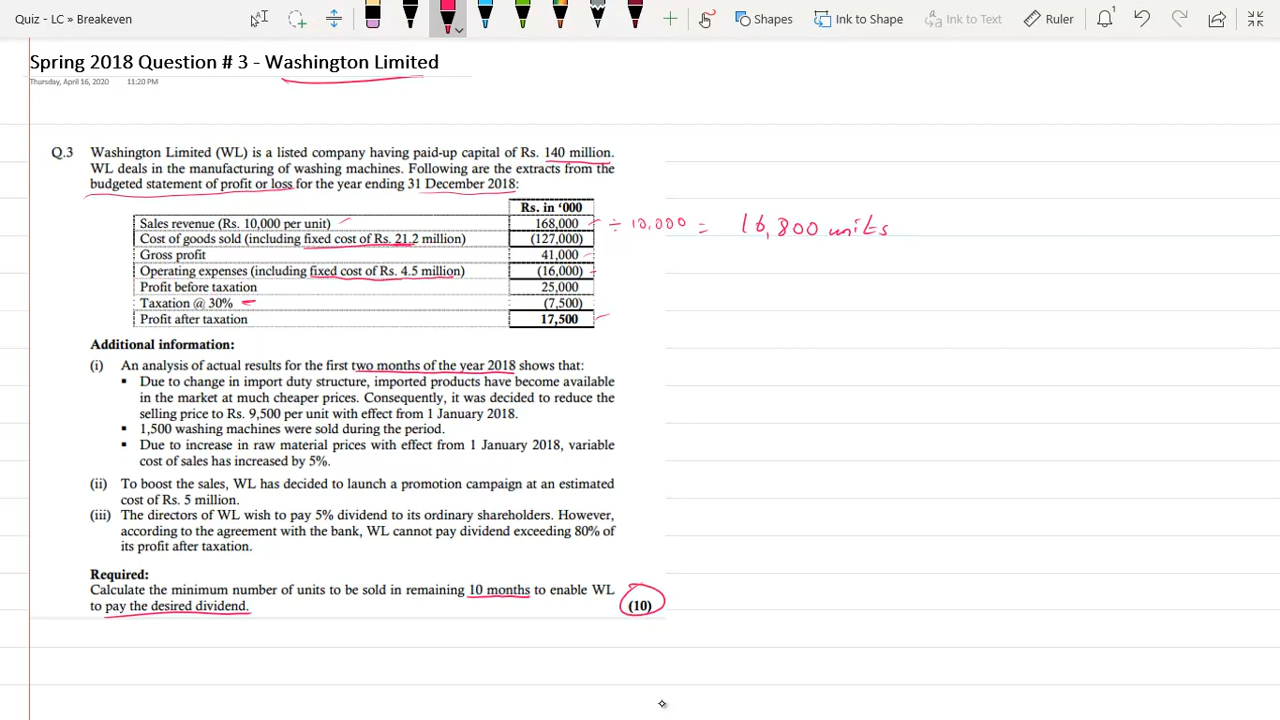 Quiz - LC » Breakeven
Shapes
Ink to Shape
Ink to Text
Ruler
Spring 2018 Question # 3 - Washington Limited
Thursday, April 16, 2020 11:20 PM
Q.3 Washington Limited (WL) is a listed company having paid-up capital of Rs. 140 million.
WL deals in the manufacturing of washing machines. Following are the extracts from the
budgeted statement of profit or loss for the year ending 31 December 2018:
Rs. in '000
Sales revenue (Rs. 10,000 per unit) 168,000 ÷ 10,000 = 16,800 units
Cost of goods sold (including fixed cost of Rs. 21.2 million) (127,000)
Gross profit 41,000
Operating expenses (including fixed cost of Rs. 4.5 million) (16,000)
Profit before taxation 25,000
Taxation @ 30% (7,500)
Profit after taxation 17,500
Additional information:
(i) An analysis of actual results for the first two months of the year 2018 shows that:
▪ Due to change in import duty structure, imported products have become available
in the market at much cheaper prices. Consequently, it was decided to reduce the
selling price to Rs. 9,500 per unit with effect from 1 January 2018.
▪ 1,500 washing machines were sold during the period.
▪ Due to increase in raw material prices with effect from 1 January 2018, variable
cost of sales has increased by 5%.
(ii) To boost the sales, WL has decided to launch a promotion campaign at an estimated
cost of Rs. 5 million.
(iii) The directors of WL wish to pay 5% dividend to its ordinary shareholders. However,
according to the agreement with the bank, WL cannot pay dividend exceeding 80% of
its profit after taxation.
Required:
Calculate the minimum number of units to be sold in remaining 10 months to enable WL
to pay the desired dividend. (10)